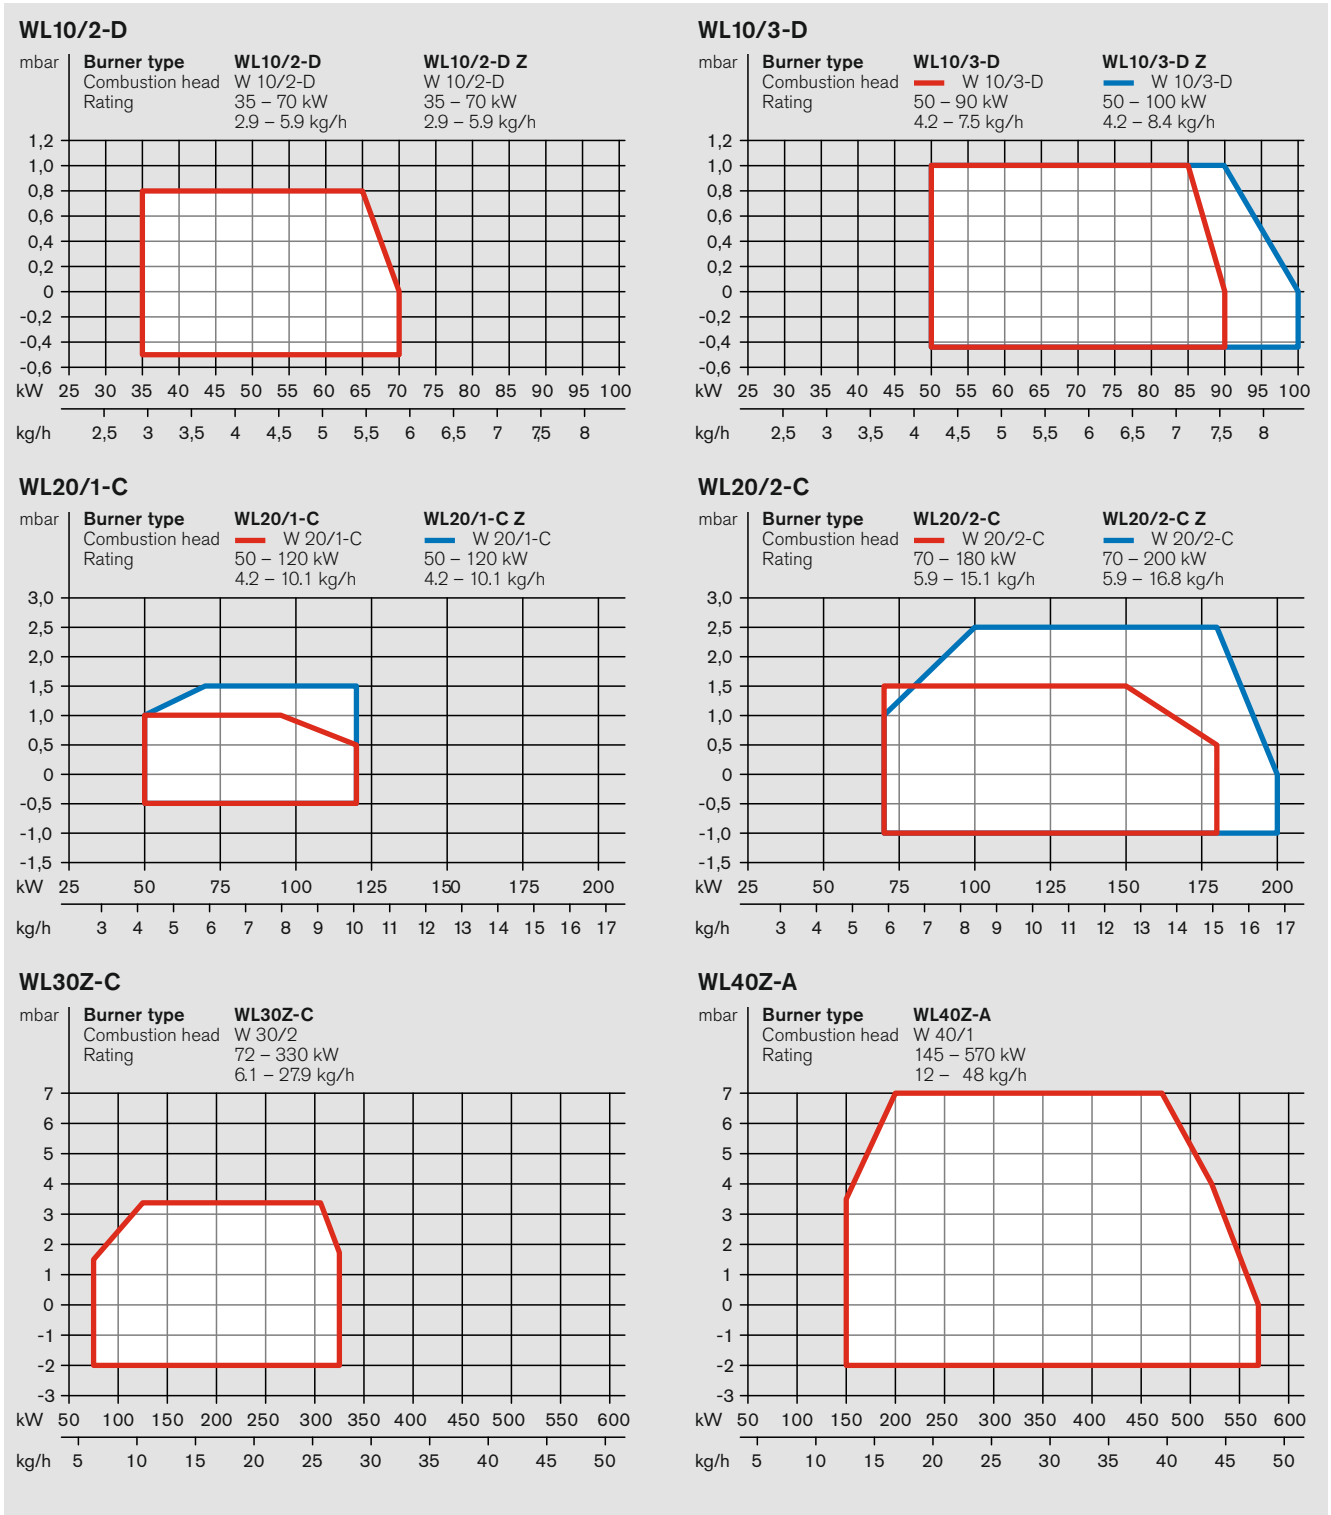 WL10/2-D
mbar Burner type WL10/2-D WL10/2-D Z
Combustion head W 10/2-D W 10/2-D
Rating 35 – 70 kW 35 – 70 kW
2.9 – 5.9 kg/h 2.9 – 5.9 kg/h
1,2
1,0
0,8
0,6
0,4
0,2
0
-0,2
-0,4
-0,6
kW 25 30 35 40 45 50 55 60 65 70 75 80 85 90 95 100
kg/h 2,5 3 3,5 4 4,5 5 5,5 6 6,5 7 7,5 8
WL10/3-D
mbar Burner type WL10/3-D WL10/3-D Z
Combustion head W 10/3-D W 10/3-D
Rating 50 – 90 kW 50 – 100 kW
4.2 – 7.5 kg/h 4.2 – 8.4 kg/h
1,2
1,0
0,8
0,6
0,4
0,2
0
-0,2
-0,4
-0,6
kW 25 30 35 40 45 50 55 60 65 70 75 80 85 90 95 100
kg/h 2,5 3 3,5 4 4,5 5 5,5 6 6,5 7 7,5 8
WL20/1-C
mbar Burner type WL20/1-C WL20/1-C Z
Combustion head W 20/1-C W 20/1-C
Rating 50 – 120 kW 50 – 120 kW
4.2 – 10.1 kg/h 4.2 – 10.1 kg/h
3,0
2,5
2,0
1,5
1,0
0,5
0
-0,5
-1,0
-1,5
kW 25 50 75 100 125 150 175 200
kg/h 3 4 5 6 7 8 9 10 11 12 13 14 15 16 17
WL20/2-C
mbar Burner type WL20/2-C WL20/2-C Z
Combustion head W 20/2-C W 20/2-C
Rating 70 – 180 kW 70 – 200 kW
5.9 – 15.1 kg/h 5.9 – 16.8 kg/h
3,0
2,5
2,0
1,5
1,0
0,5
0
-0,5
-1,0
-1,5
kW 25 50 75 100 125 150 175 200
kg/h 3 4 5 6 7 8 9 10 11 12 13 14 15 16 17
WL30Z-C
mbar Burner type WL30Z-C
Combustion head W 30/2
Rating 72 – 330 kW
6.1 – 27.9 kg/h
7
6
5
4
3
2
1
0
-1
-2
-3
kW 50 100 150 200 250 300 350 400 450 500 550 600
kg/h 5 10 15 20 25 30 35 40 45 50
WL40Z-A
mbar Burner type WL40Z-A
Combustion head W 40/1
Rating 145 – 570 kW
12 – 48 kg/h
7
6
5
4
3
2
1
0
-1
-2
-3
kW 50 100 150 200 250 300 350 400 450 500 550 600
kg/h 5 10 15 20 25 30 35 40 45 50